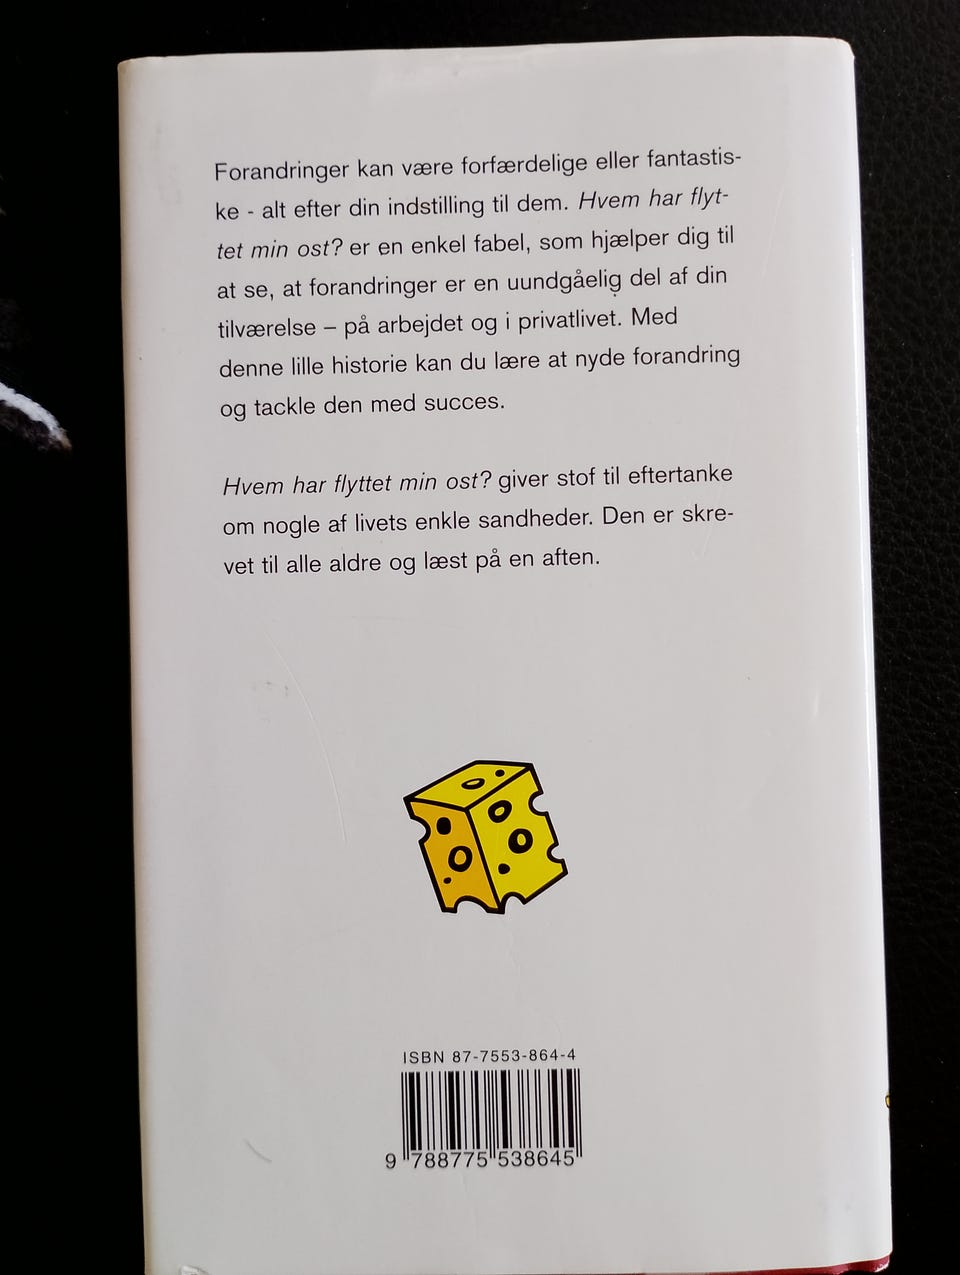 Forandringer kan være forfærdelige eller fantastis-
ke - alt efter din indstilling til dem. Hvem har flyt-
tet min ost? er en enkel fabel, som hjælper dig til
at se, at forandringer er en uundgåelig del af din
tilværelse – på arbejdet og i privatlivet. Med
denne lille historie kan du lære at nyde forandring
og tackle den med succes.
Hvem har flyttet min ost? giver stof til eftertanke
om nogle af livets enkle sandheder. Den er skre-
vet til alle aldre og læst på en aften.
ISBN 87-7553-864-4
9 788775 538645